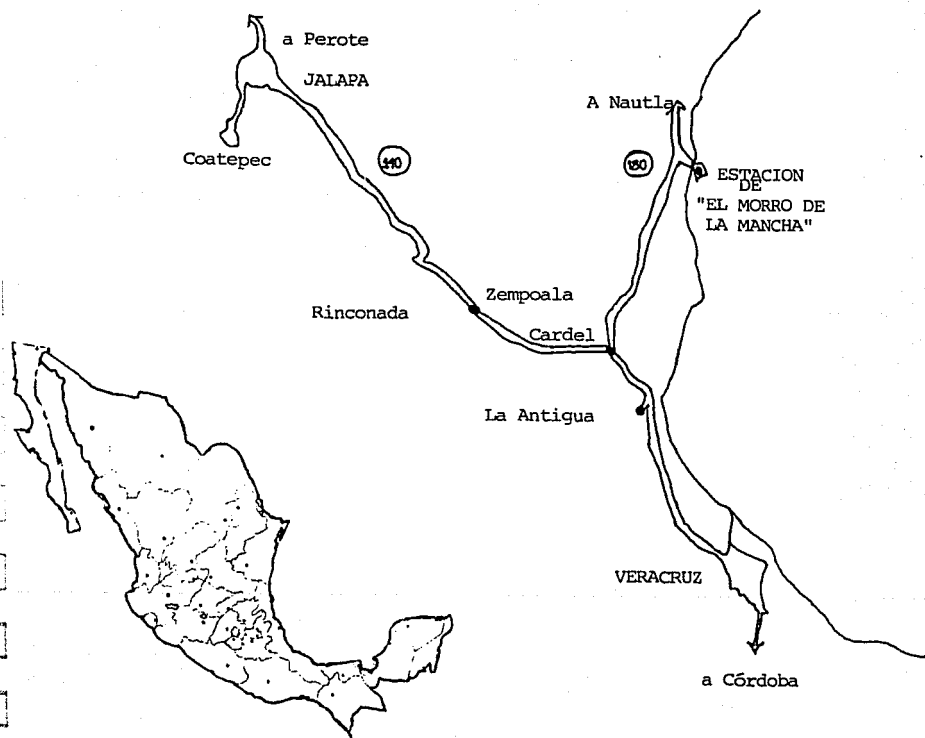 a Perote
JALAPA
A Nautla
Coatepec
140
180
ESTACION
DE
"EL MORRO DE
LA MANCHA"
Zempoala
Rinconada
Cardel
La Antigua
VERACRUZ
a Córdoba